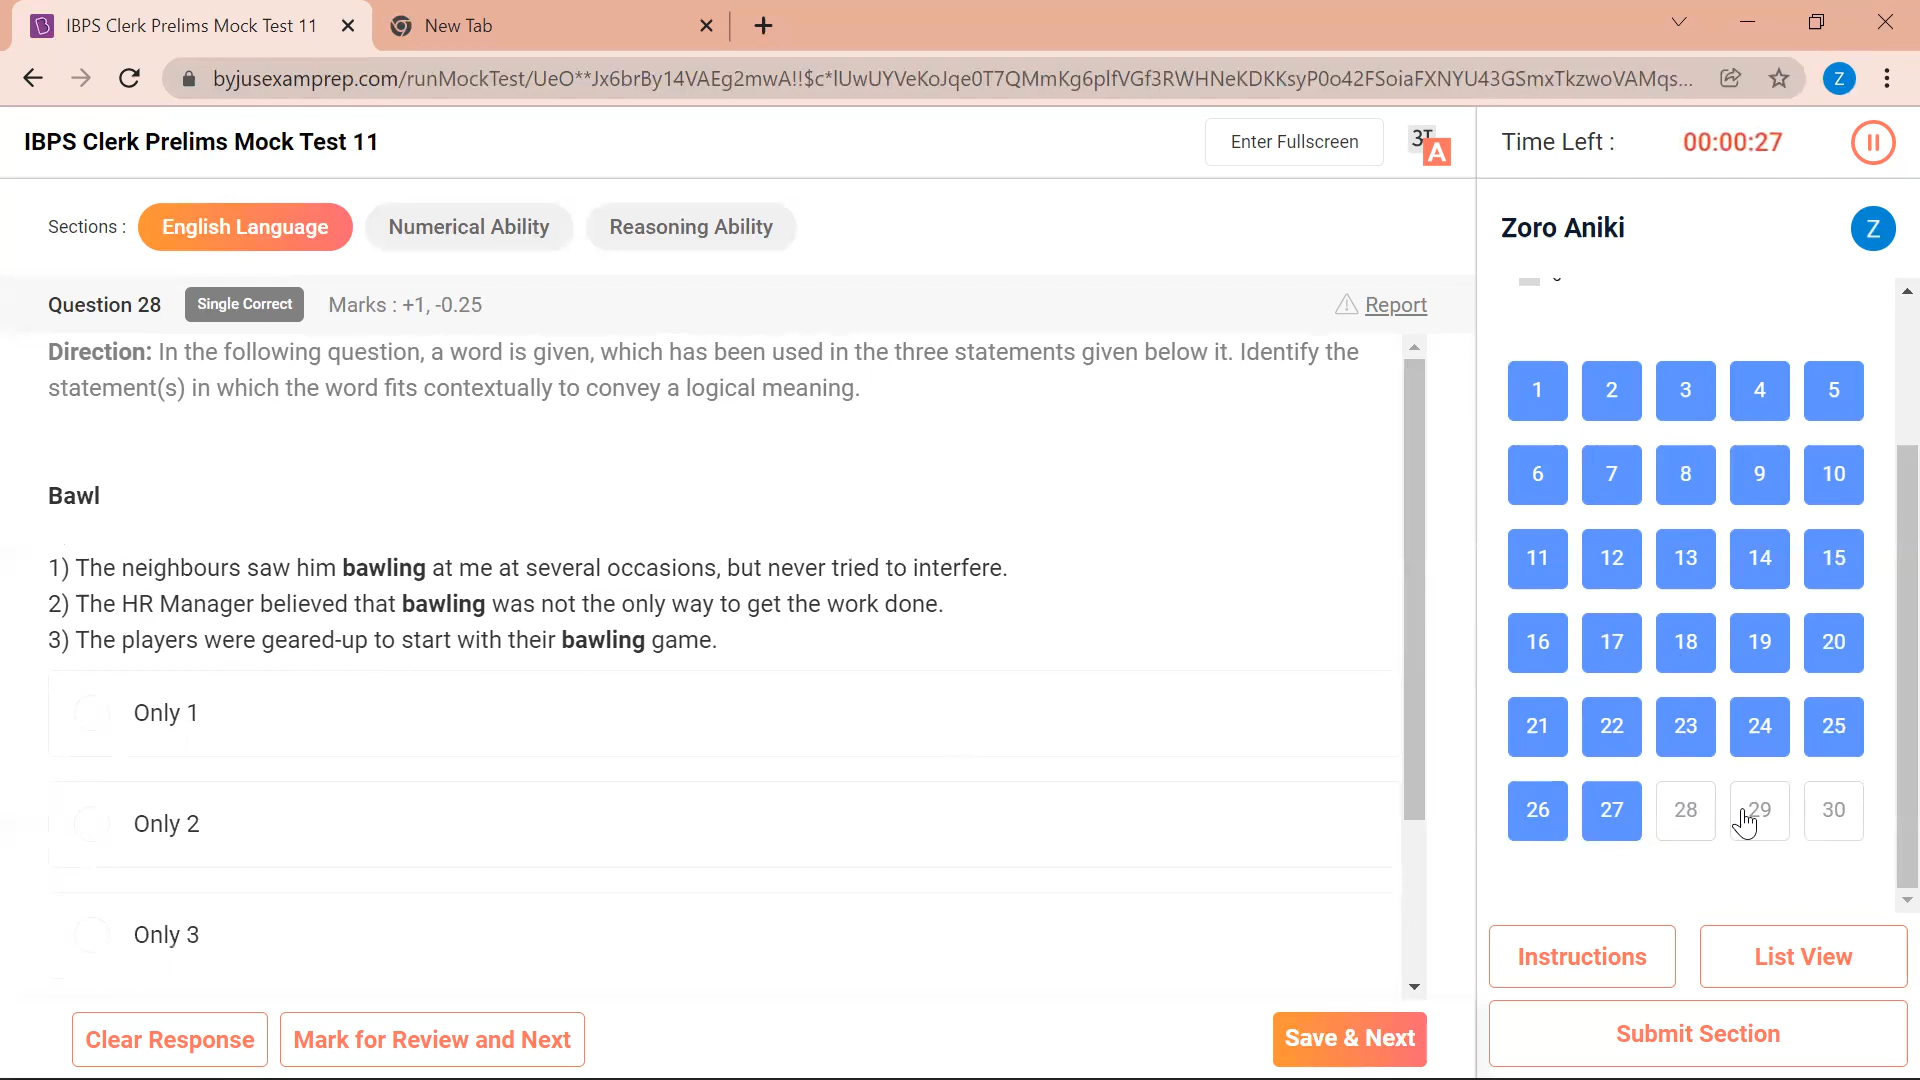 IBPS Clerk Prelims Mock Test 11
New Tab
byjusexamprep.com/runMockTest/UeO**Jx6brBy14VAEg2mwA!!$c*lUwUYVeKoJqe0T7QMmKg6plfVGf3RWHNeKDKKsyP0o42FSoiaFXNYU43GSmxTkzwoVAMqs...
Z
IBPS Clerk Prelims Mock Test 11
Enter Fullscreen
A
Time Left :
00:00:27
Sections :
English Language
Numerical Ability
Reasoning Ability
Zoro Aniki
Z
Question 28
Single Correct
Marks : +1, -0.25
Report
Direction: In the following question, a word is given, which has been used in the three statements given below it. Identify the
statement(s) in which the word fits contextually to convey a logical meaning.
Bawl
1) The neighbours saw him bawling at me at several occasions, but never tried to interfere.
2) The HR Manager believed that bawling was not the only way to get the work done.
3) The players were geared-up to start with their bawling game.
Only 1
Only 2
Only 3
1 2 3 4 5
6 7 8 9 10
11 12 13 14 15
16 17 18 19 20
21 22 23 24 25
26 27 28 29 30
Instructions
List View
Clear Response
Mark for Review and Next
Save & Next
Submit Section